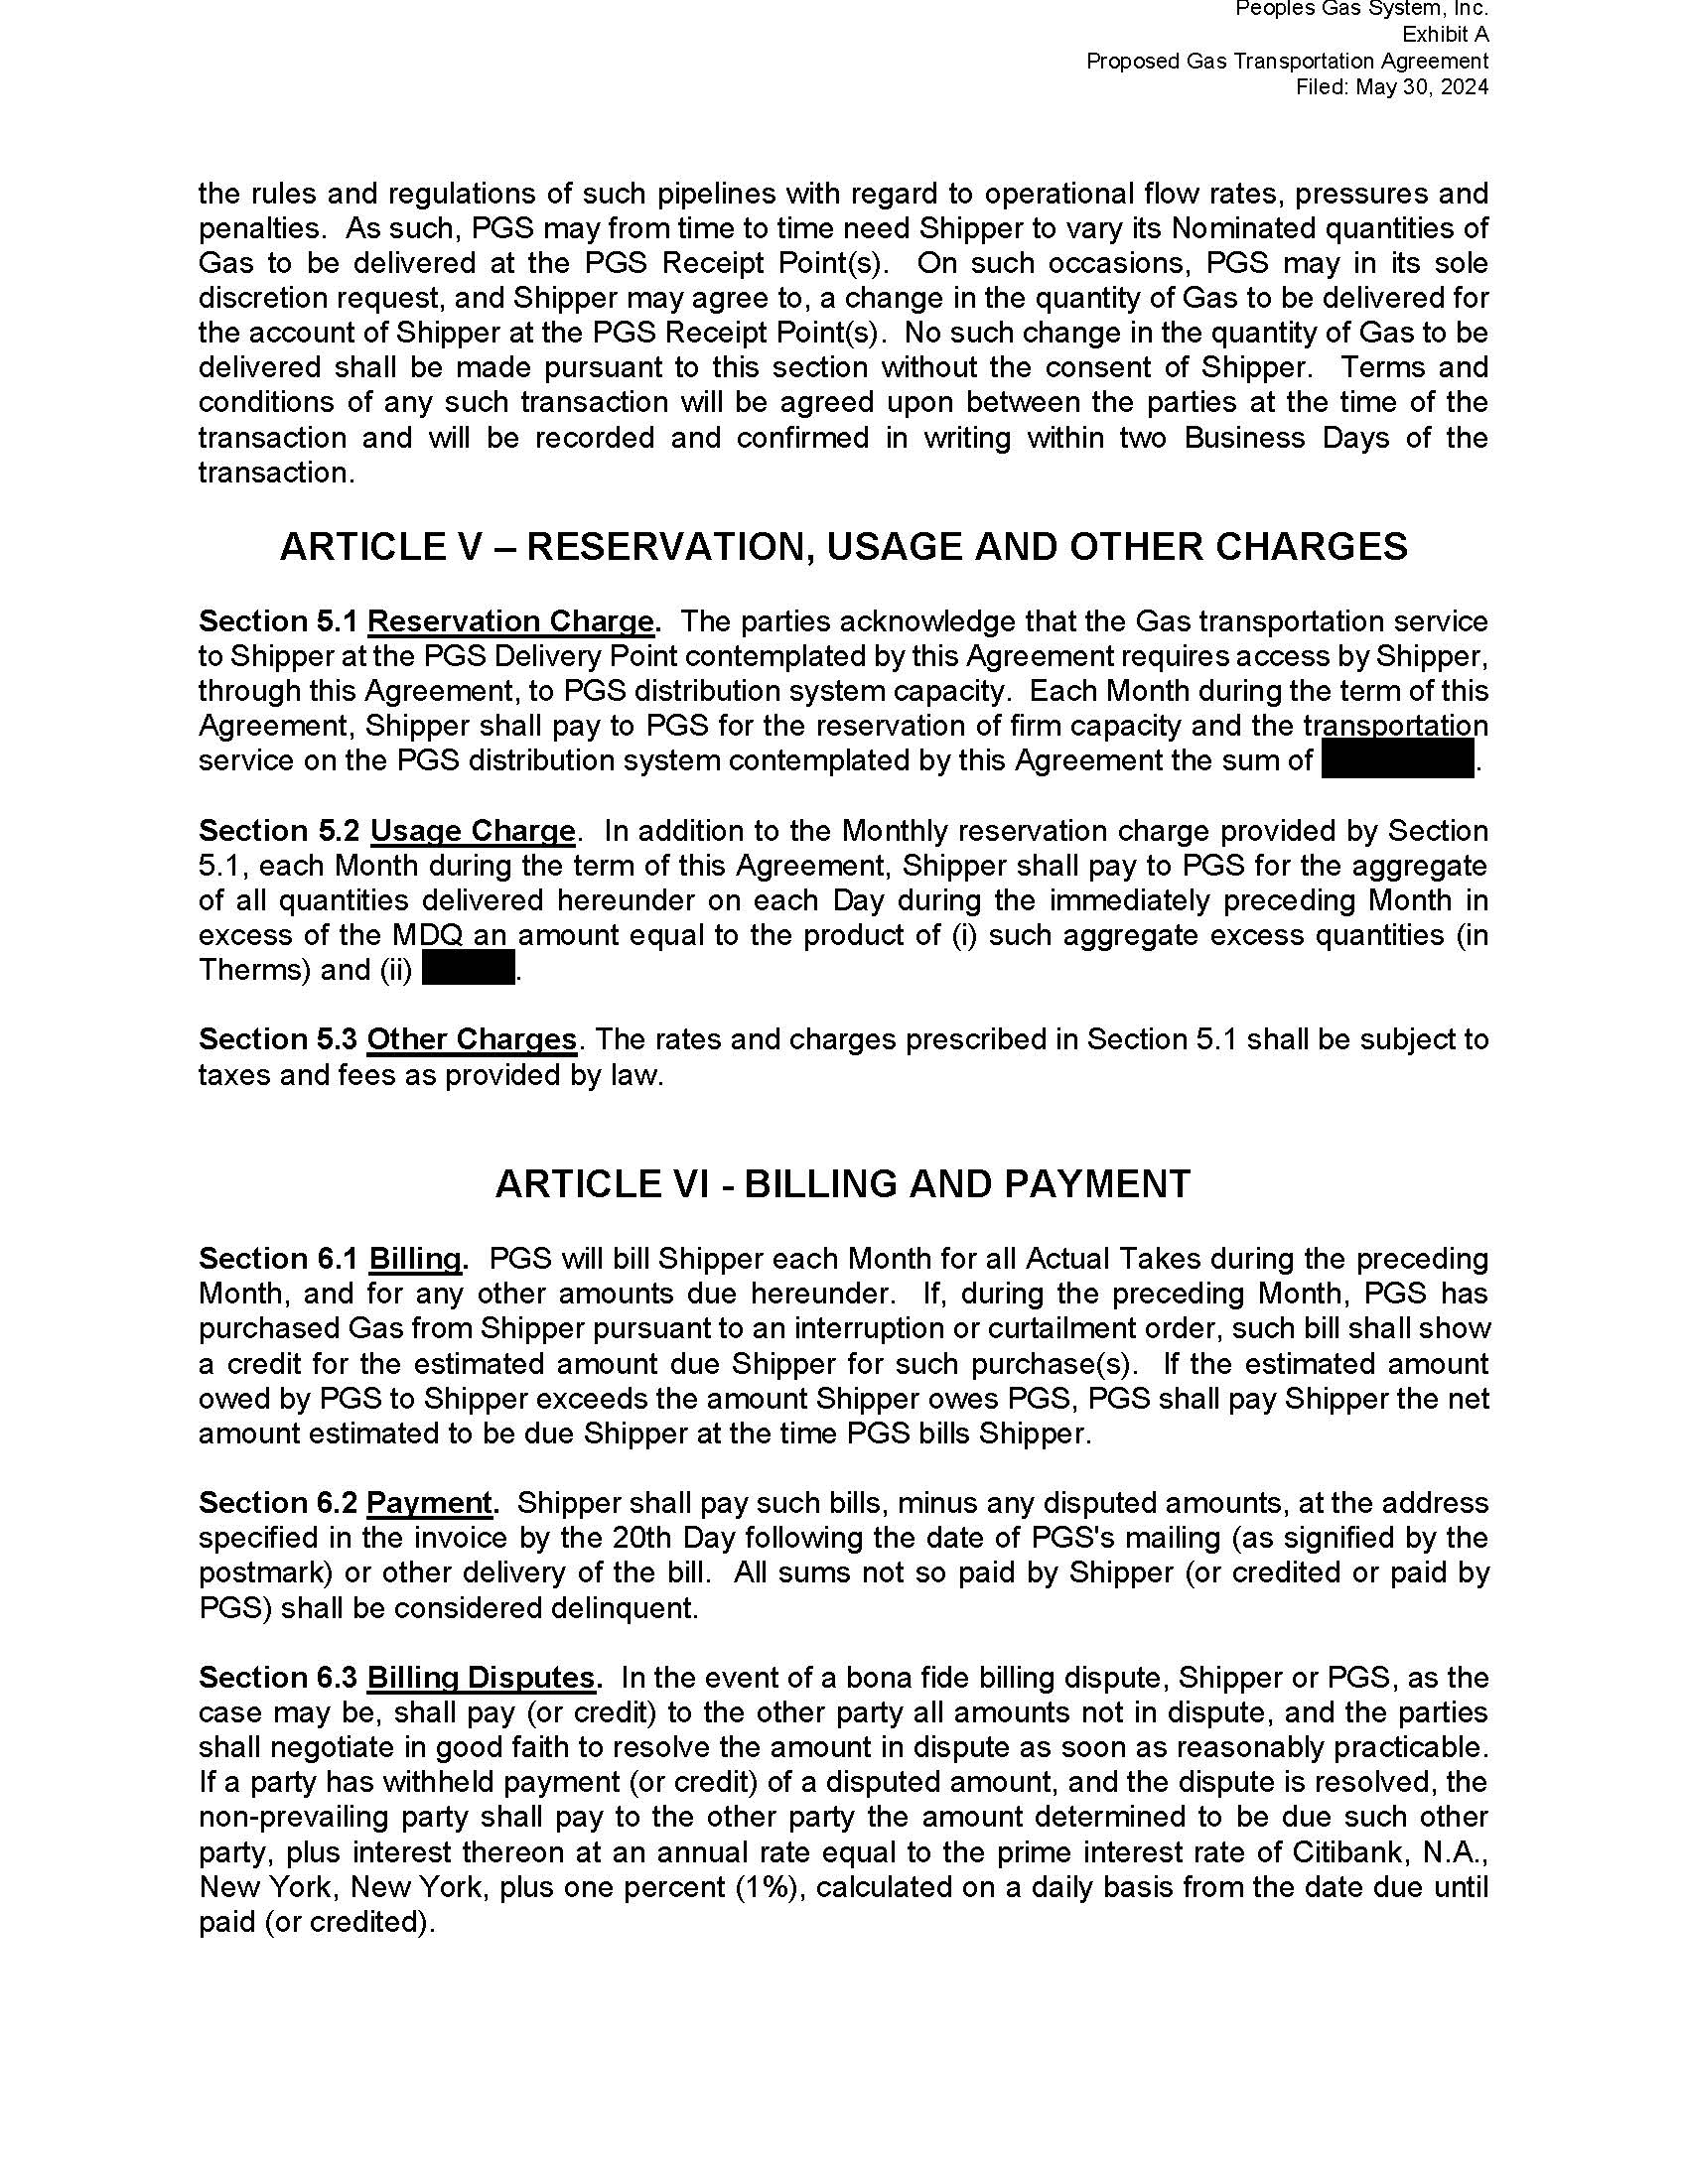 Peoples Gas System, Inc.
Exhibit A
Proposed Gas Transportation Agreement
Filed: May 30, 2024
the rules and regulations of such pipelines with regard to operational flow rates, pressures and
penalties. As such, PGS may from time to time need Shipper to vary its Nominated quantities of
Gas to be delivered at the PGS Receipt Point(s). On such occasions, PGS may in its sole
discretion request, and Shipper may agree to, a change in the quantity of Gas to be delivered for
the account of Shipper at the PGS Receipt Point(s). No such change in the quantity of Gas to be
delivered shall be made pursuant to this section without the consent of Shipper. Terms and
conditions of any such transaction will be agreed upon between the parties at the time of the
transaction and will be recorded and confirmed in writing within two Business Days of the
transaction.
ARTICLE V – RESERVATION, USAGE AND OTHER CHARGES
Section 5.1 Reservation Charge. The parties acknowledge that the Gas transportation service
to Shipper at the PGS Delivery Point contemplated by this Agreement requires access by Shipper,
through this Agreement, to PGS distribution system capacity. Each Month during the term of this
Agreement, Shipper shall pay to PGS for the reservation of firm capacity and the transportation
service on the PGS distribution system contemplated by this Agreement the sum of .
Section 5.2 Usage Charge. In addition to the Monthly reservation charge provided by Section
5.1, each Month during the term of this Agreement, Shipper shall pay to PGS for the aggregate
of all quantities delivered hereunder on each Day during the immediately preceding Month in
excess of the MDQ an amount equal to the product of (i) such aggregate excess quantities (in
Therms) and (ii) .
Section 5.3 Other Charges. The rates and charges prescribed in Section 5.1 shall be subject to
taxes and fees as provided by law.
ARTICLE VI - BILLING AND PAYMENT
Section 6.1 Billing. PGS will bill Shipper each Month for all Actual Takes during the preceding
Month, and for any other amounts due hereunder. If, during the preceding Month, PGS has
purchased Gas from Shipper pursuant to an interruption or curtailment order, such bill shall show
a credit for the estimated amount due Shipper for such purchase(s). If the estimated amount
owed by PGS to Shipper exceeds the amount Shipper owes PGS, PGS shall pay Shipper the net
amount estimated to be due Shipper at the time PGS bills Shipper.
Section 6.2 Payment. Shipper shall pay such bills, minus any disputed amounts, at the address
specified in the invoice by the 20th Day following the date of PGS's mailing (as signified by the
postmark) or other delivery of the bill. All sums not so paid by Shipper (or credited or paid by
PGS) shall be considered delinquent.
Section 6.3 Billing Disputes. In the event of a bona fide billing dispute, Shipper or PGS, as the
case may be, shall pay (or credit) to the other party all amounts not in dispute, and the parties
shall negotiate in good faith to resolve the amount in dispute as soon as reasonably practicable.
If a party has withheld payment (or credit) of a disputed amount, and the dispute is resolved, the
non-prevailing party shall pay to the other party the amount determined to be due such other
party, plus interest thereon at an annual rate equal to the prime interest rate of Citibank, N.A.,
New York, New York, plus one percent (1%), calculated on a daily basis from the date due until
paid (or credited).